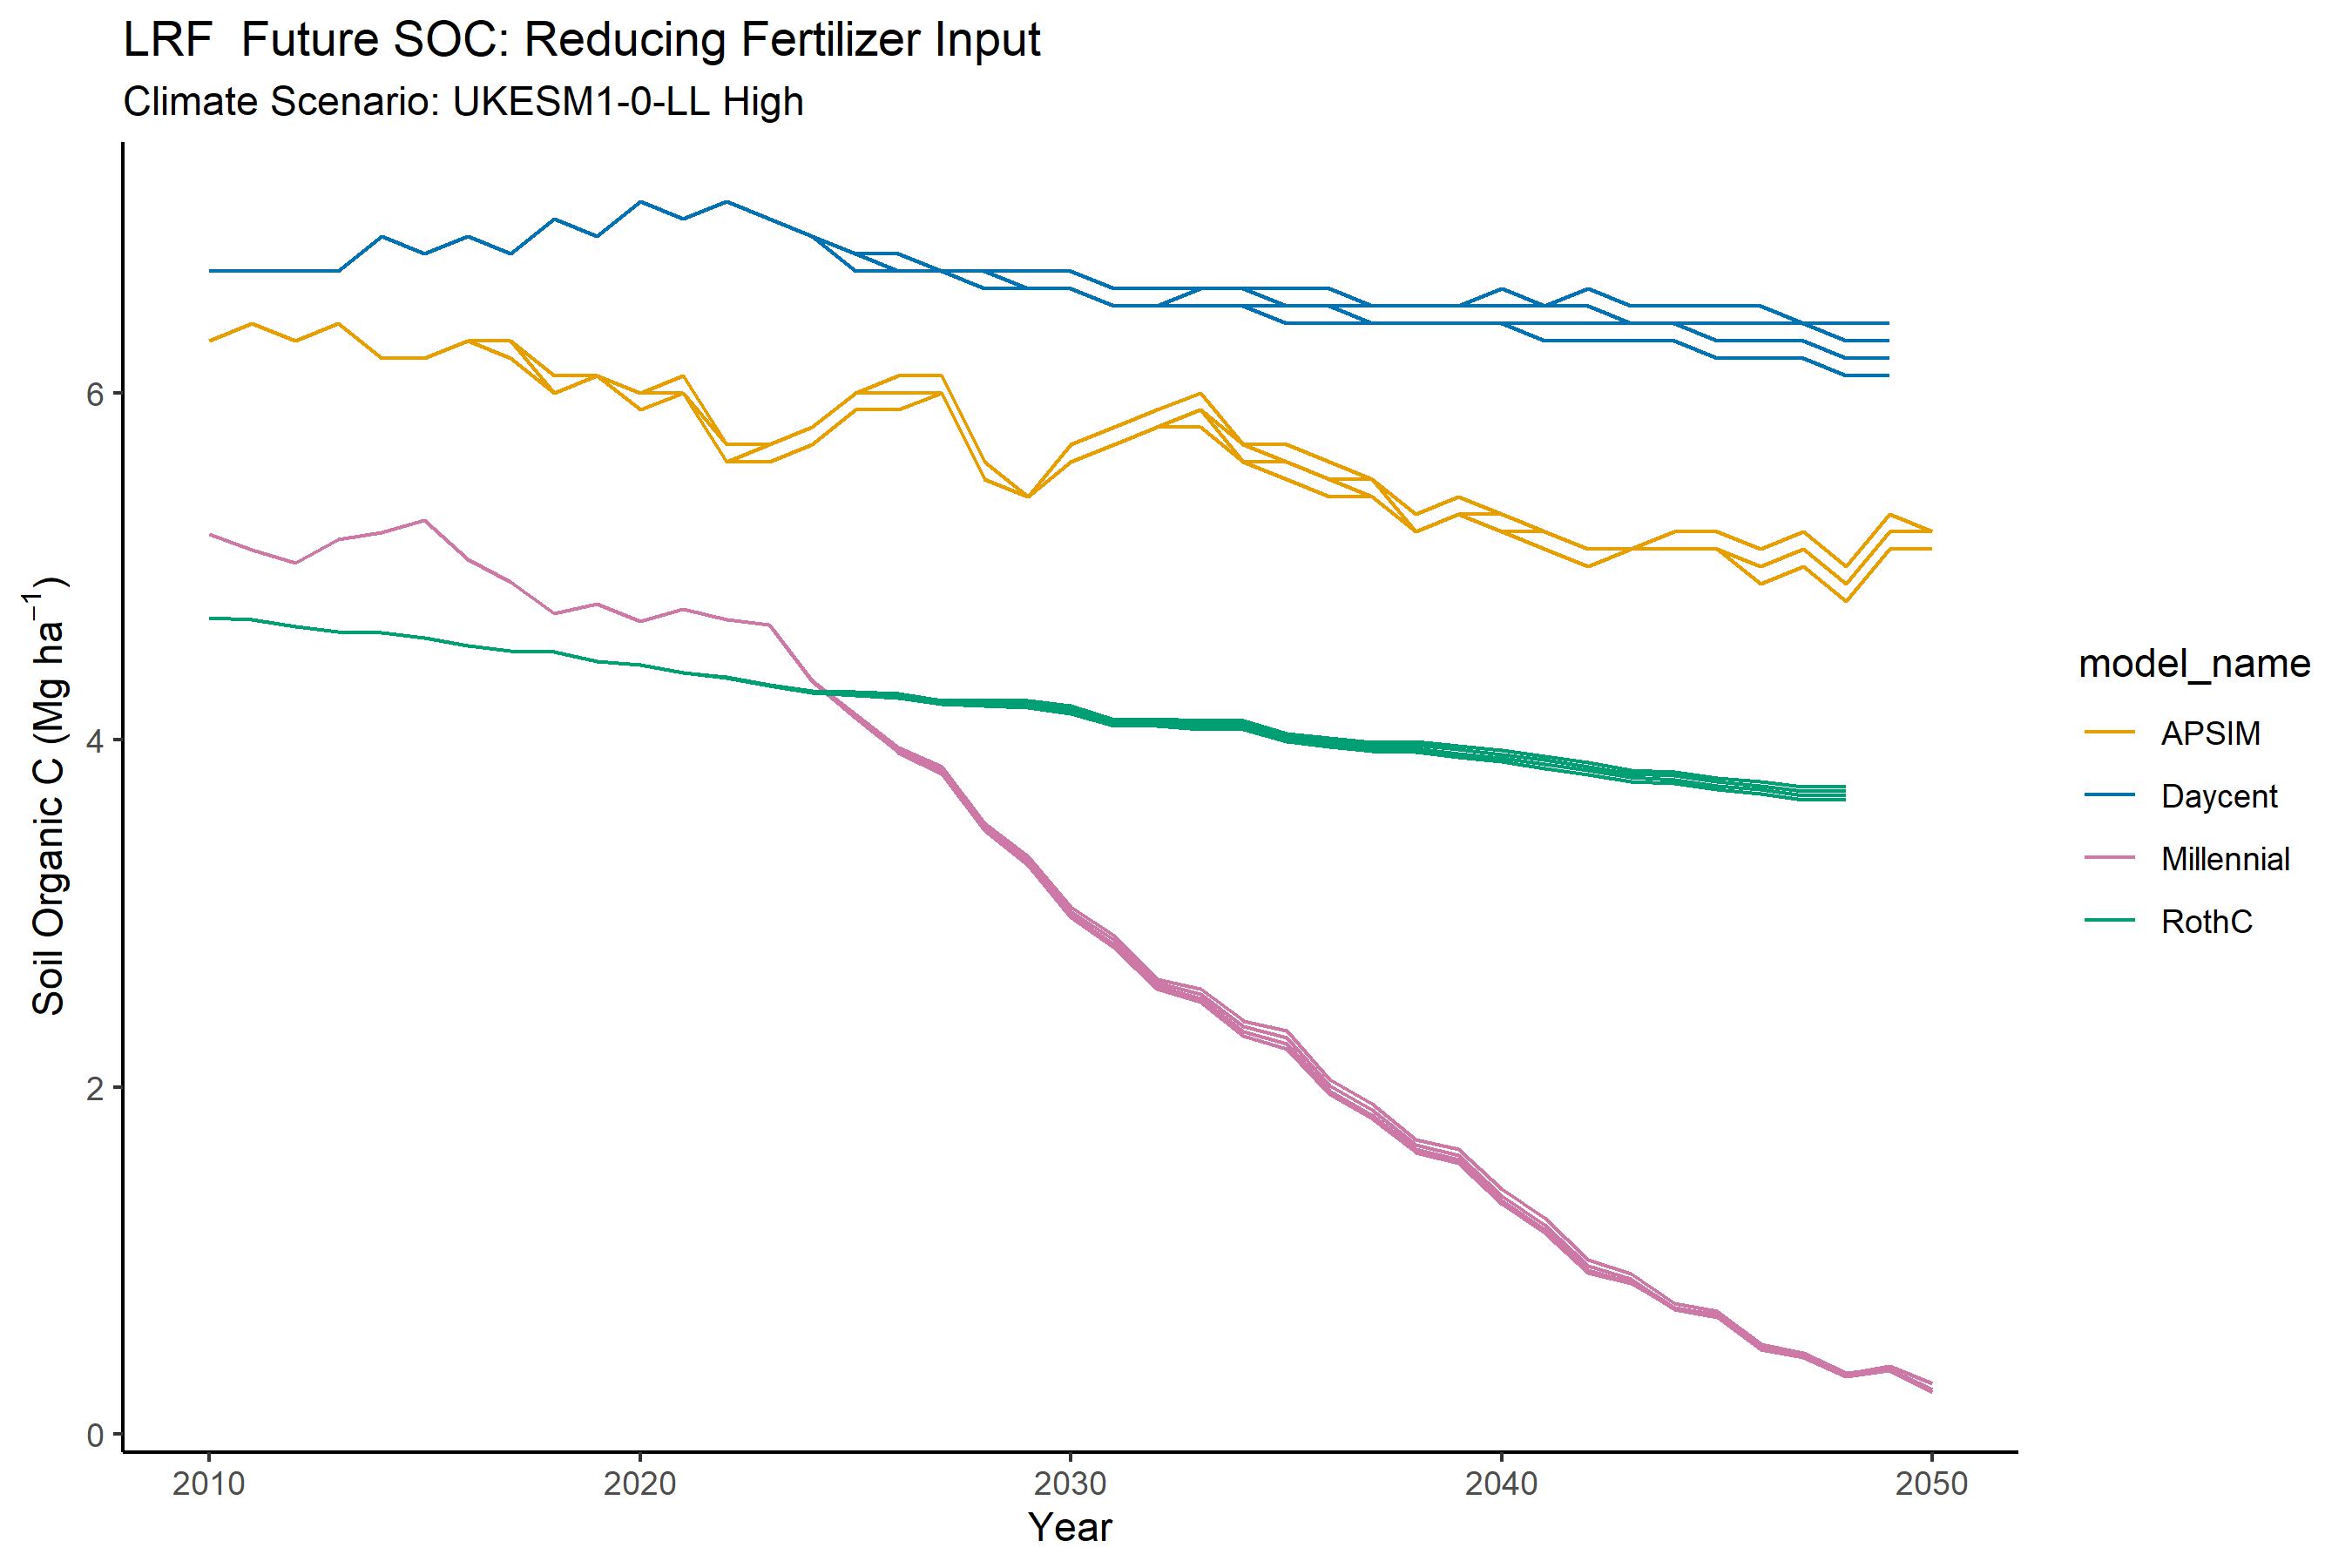 LRF  Future SOC: Reducing Fertilizer Input
Climate Scenario: UKESM1-0-LL High
Soil Organic C (Mg ha⁻¹)
6
4
2
0
2010
2020
2030
2040
2050
Year
model_name
APSIM
Daycent
Millennial
RothC